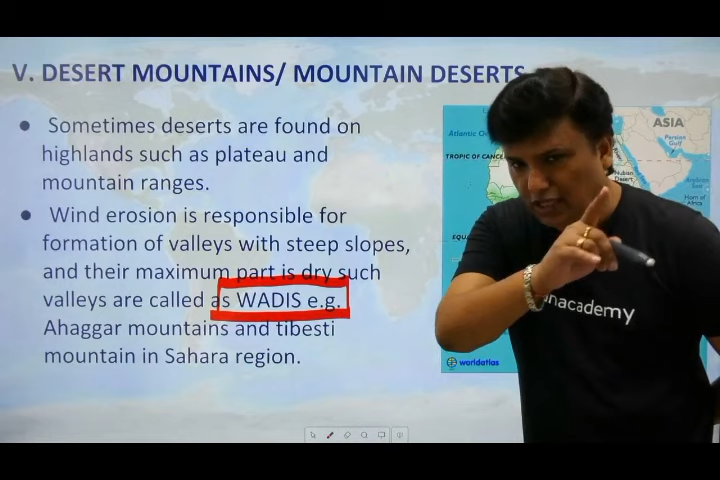 V. DESERT MOUNTAINS/ MOUNTAIN DESERTS
● Sometimes deserts are found on
highlands such as plateau and
mountain ranges.
● Wind erosion is responsible for
formation of valleys with steep slopes,
and their maximum part is dry such
valleys are called as WADIS e.g.
Ahaggar mountains and tibesti
mountain in Sahara region.
Atlantic
ASIA
Persian
Gulf
TROPIC OF CANCE
Nubian
Desert
Horn of
Africa
EQU
nacademy
worldatlas